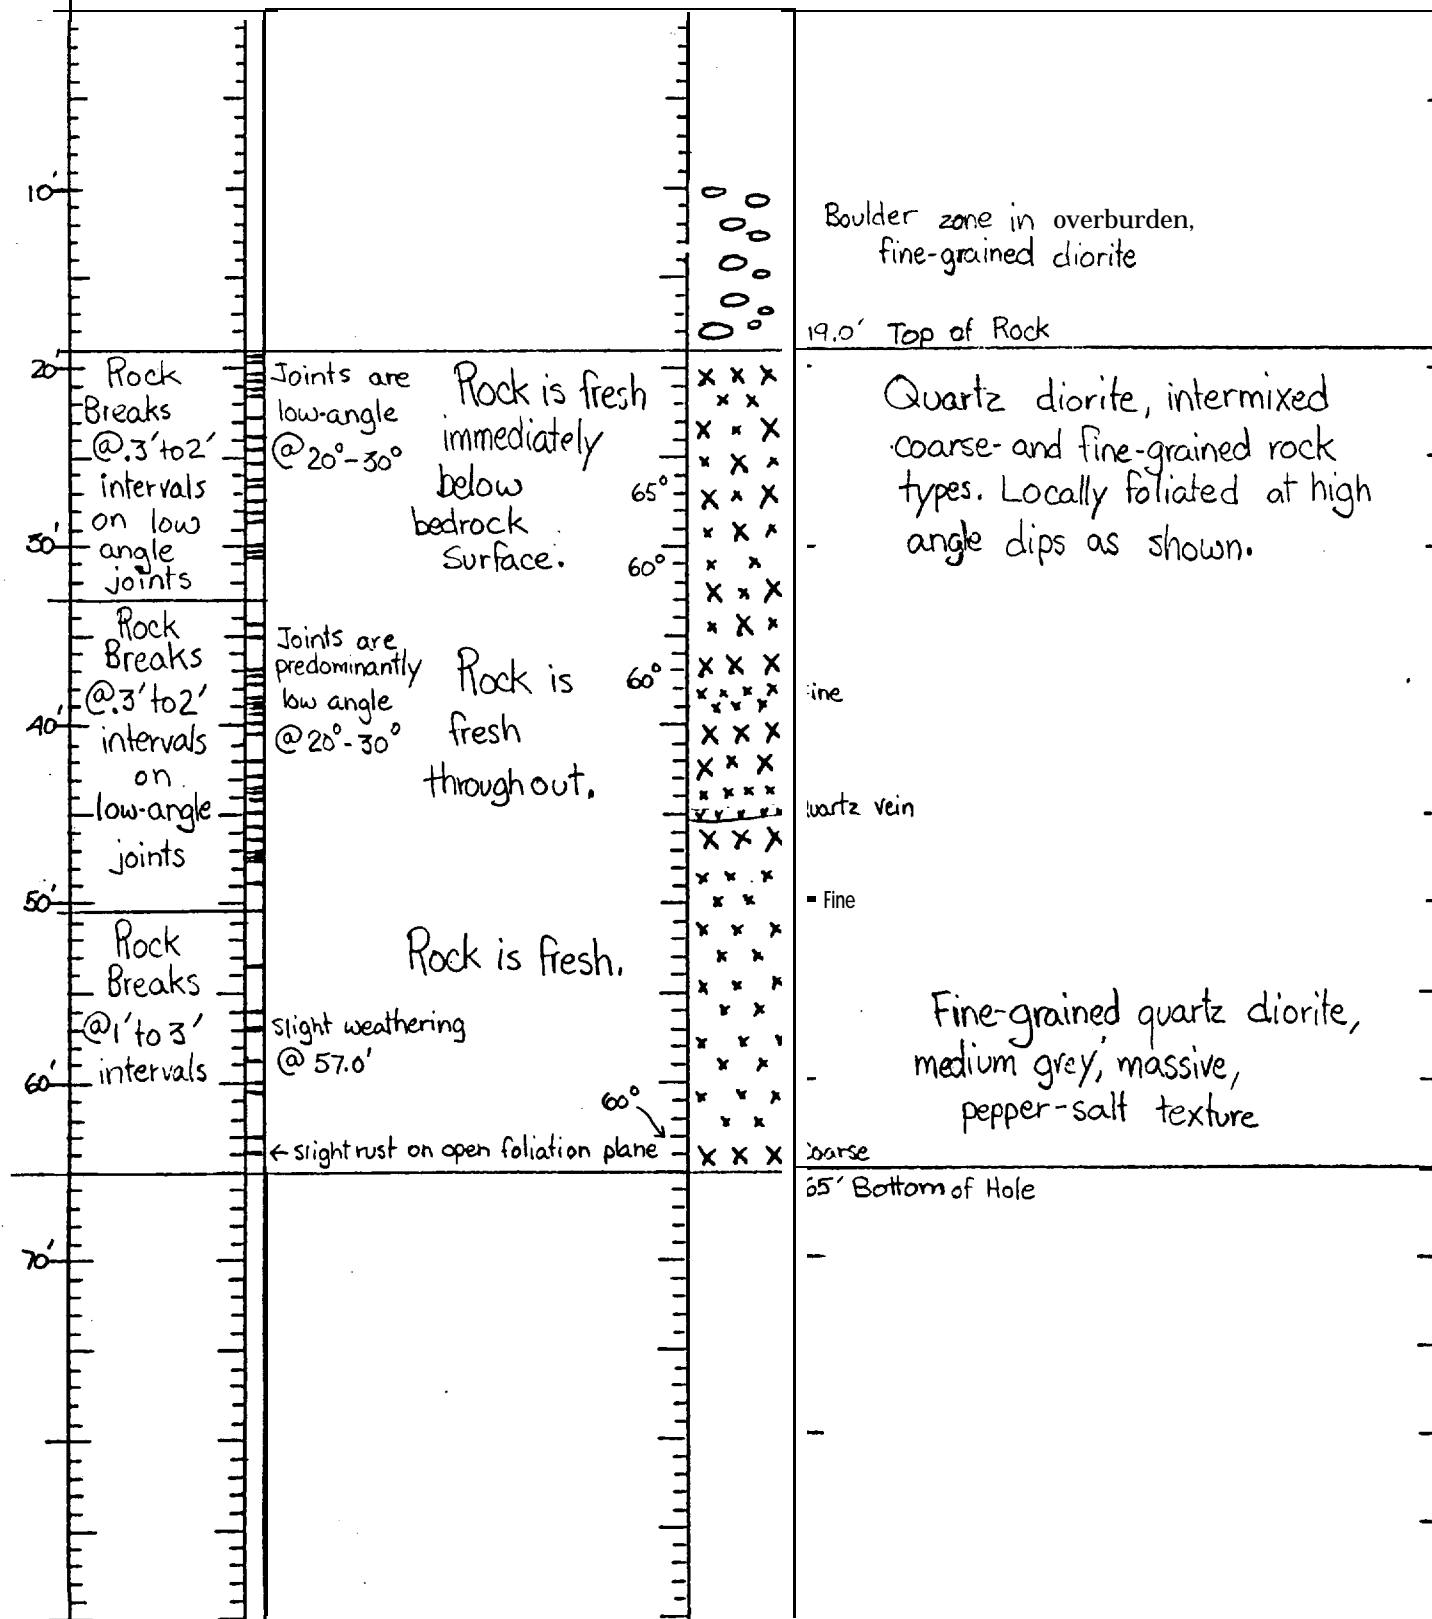 10'
Boulder zone in overburden,
fine-grained diorite
19.0' Top of Rock
20'
Rock
Breaks
@.3'to2'
intervals
on low
angle
joints
30'
Joints are
low-angle
@20°-30°
Rock is fresh
immediately
below
bedrock
surface.
65°
60°
Quartz diorite, intermixed
coarse- and fine-grained rock
types. Locally foliated at high
angle dips as shown.
Rock
Breaks
@.3'to2'
intervals
on
low-angle
joints
40'
Joints are
predominantly
low angle
@20°-30°
Rock is
fresh
throughout.
60°
ine
uartz vein
50'
- Fine
Rock
Breaks
@1'to3'
intervals
60'
Rock is fresh.
slight weathering
@ 57.0'
60°
←slight rust on open foliation plane
Fine-grained quartz diorite,
medium grey, massive,
pepper-salt texture
oarse
65' Bottom of Hole
70'